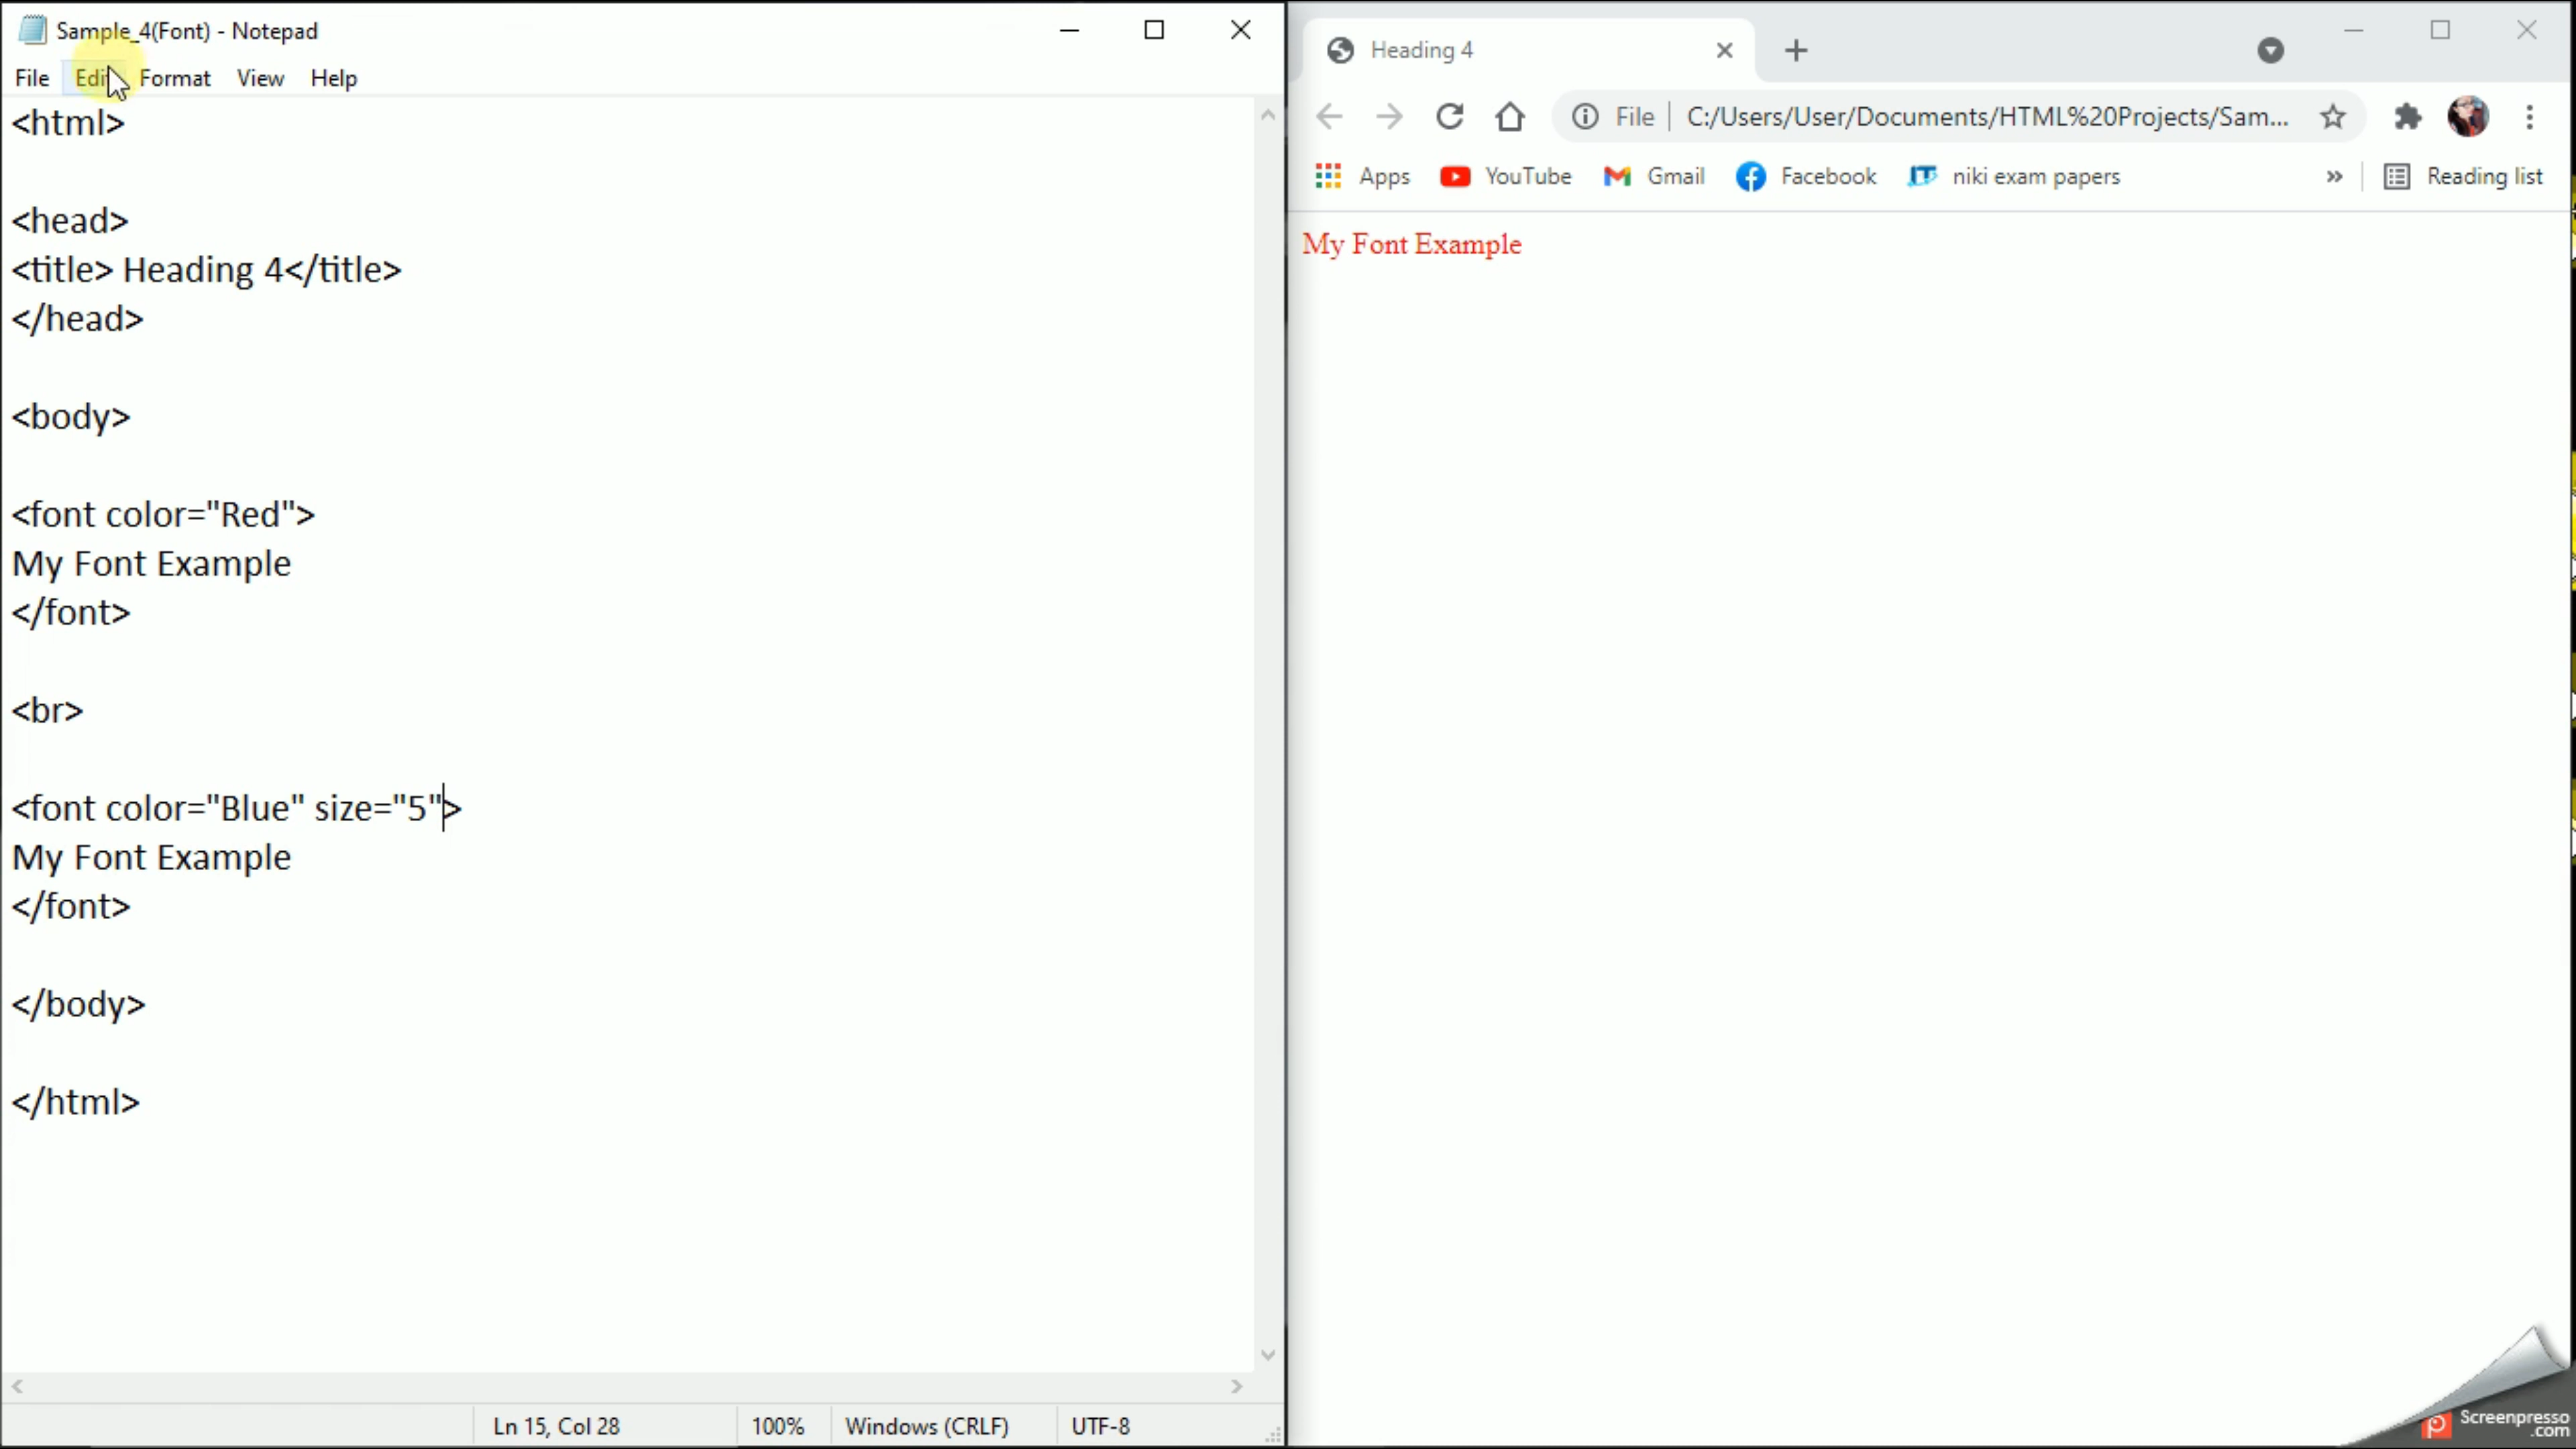 Sample_4(Font) - Notepad
File Edit Format View Help
<html>
<head>
<title> Heading 4</title>
</head>
<body>
<font color="Red">
My Font Example
</font>
<br>
<font color="Blue" size="5">
My Font Example
</font>
</body>
</html>
Ln 15, Col 28 100% Windows (CRLF) UTF-8
Heading 4
File C:/Users/User/Documents/HTML%20Projects/Sam...
Apps YouTube Gmail Facebook niki exam papers » Reading list
My Font Example
Screenpresso
.com